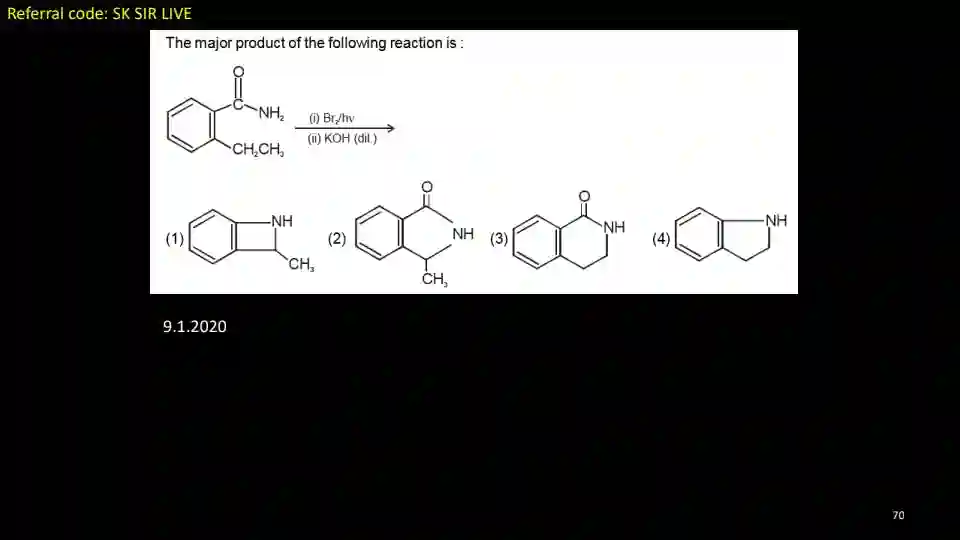 Referral code: SK SIR LIVE
The major product of the following reaction is :
O
C
NH₂
(i) Br₂/hν
(ii) KOH (dil.)
CH₂CH₃
(1)
NH
CH₃
(2)
O
NH
CH₃
(3)
O
NH
(4)
NH
9.1.2020
70